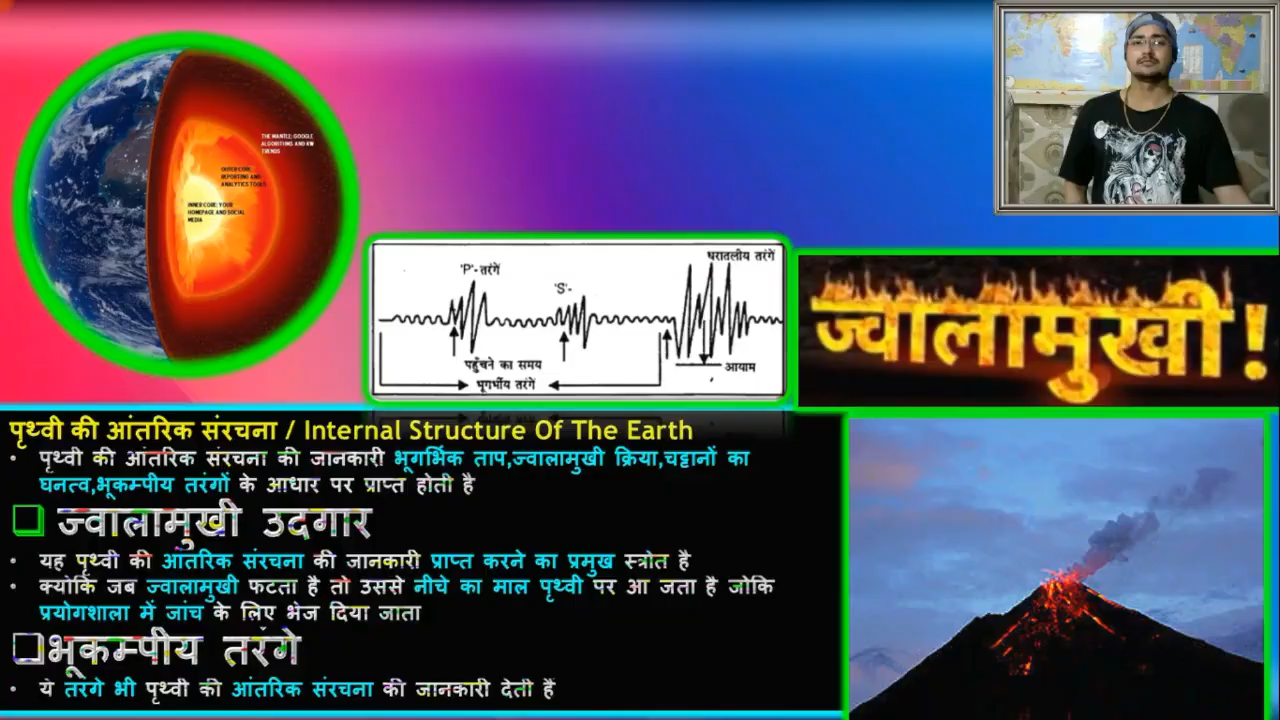 THE MANTLE: GOOGLE
ALGORITHMS AND KW
TRENDS
OUTER CORE:
REPORTING AND
ANALYTICS TOOLS
INNER CORE: YOUR
HOMEPAGE AND SOCIAL
MEDIA
'P'-तरंगें
'S'-
धरातलीय तरंगें
पहुँचने का समय
आयाम
भूगर्भीय तरंगें
ज्वालामुखी !
पृथ्वी की आंतरिक संरचना / Internal Structure Of The Earth
• पृथ्वी की आंतरिक संरचना की जानकारी भूगर्भिक ताप,ज्वालामुखी क्रिया,चट्टानों का
घनत्व,भूकम्पीय तरंगों के आधार पर प्राप्त होती है
❑ ज्वालामुखी उदगार
• यह पृथ्वी की आंतरिक संरचना की जानकारी प्राप्त करने का प्रमुख स्त्रोत है
• क्योकि जब ज्वालामुखी फटता है तो उससे नीचे का माल पृथ्वी पर आ जता है जोकि
प्रयोगशाला में जांच के लिए भेज दिया जाता
❑भूकम्पीय तरंगे
• ये तरंगे भी पृथ्वी की आंतरिक संरचना की जानकारी देती हैं